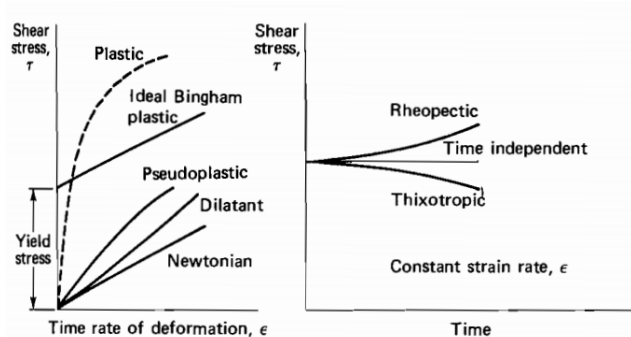 Shear
stress,
τ
Plastic
Ideal Bingham
plastic
Pseudoplastic
Dilatant
Newtonian
Yield
stress
Time rate of deformation, ϵ
Shear
stress,
τ
Rheopectic
Time independent
Thixotropic
Constant strain rate, ϵ
Time